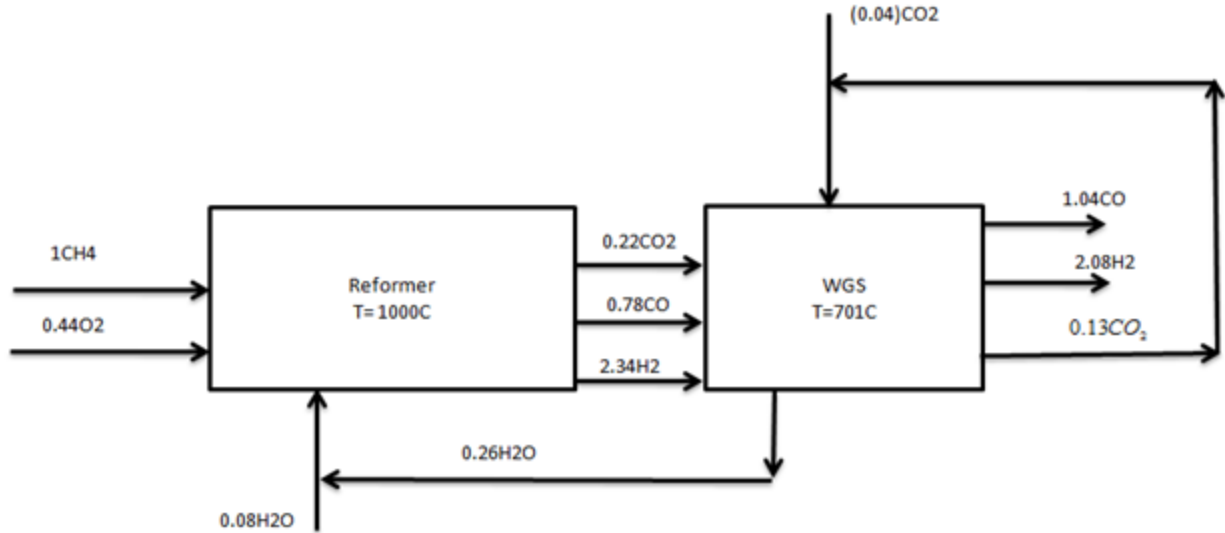 (0.04)CO2
1CH4
0.44O2
Reformer
T= 1000C
0.22CO2
0.78CO
2.34H2
WGS
T=701C
1.04CO
2.08H2
0.13CO₂
0.26H2O
0.08H2O